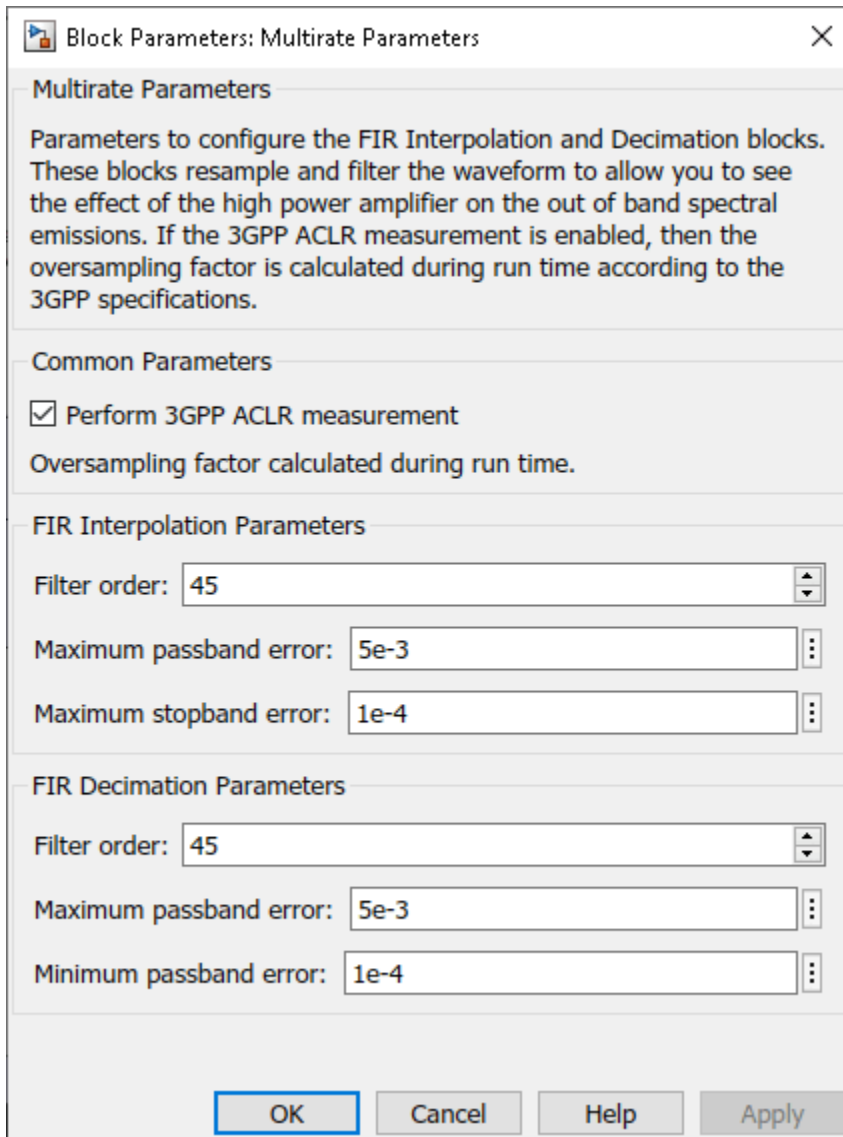 Block Parameters: Multirate Parameters
Multirate Parameters
Parameters to configure the FIR Interpolation and Decimation blocks.
These blocks resample and filter the waveform to allow you to see
the effect of the high power amplifier on the out of band spectral
emissions. If the 3GPP ACLR measurement is enabled, then the
oversampling factor is calculated during run time according to the
3GPP specifications.
Common Parameters
Perform 3GPP ACLR measurement
Oversampling factor calculated during run time.
FIR Interpolation Parameters
Filter order: 45
Maximum passband error: 5e-3
Maximum stopband error: 1e-4
FIR Decimation Parameters
Filter order: 45
Maximum passband error: 5e-3
Minimum passband error: 1e-4
OK Cancel Help Apply